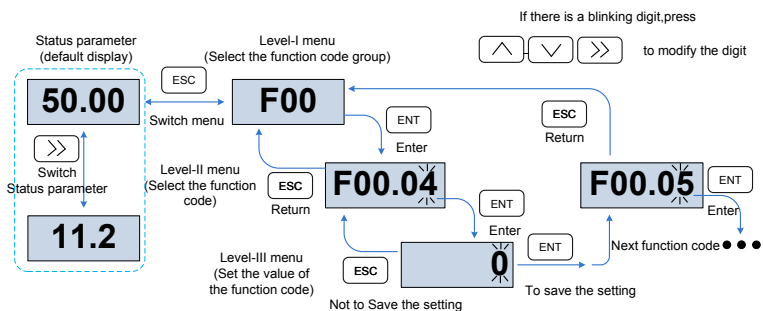 If there is a blinking digit,press
to modify the digit
Status parameter
(default display)
50.00
Switch
Status parameter
11.2
ESC
Switch menu
Level-I menu
(Select the function code group)
F00
ENT
Enter
Level-II menu
(Select the function
code)
ESC
Return
F00.04
ENT
Enter
Level-III menu
(Set the value of
the function code)
ESC
Not to Save the setting
0
ENT
To save the setting
ESC
Return
F00.05
ENT
Enter
Next function code ●●●